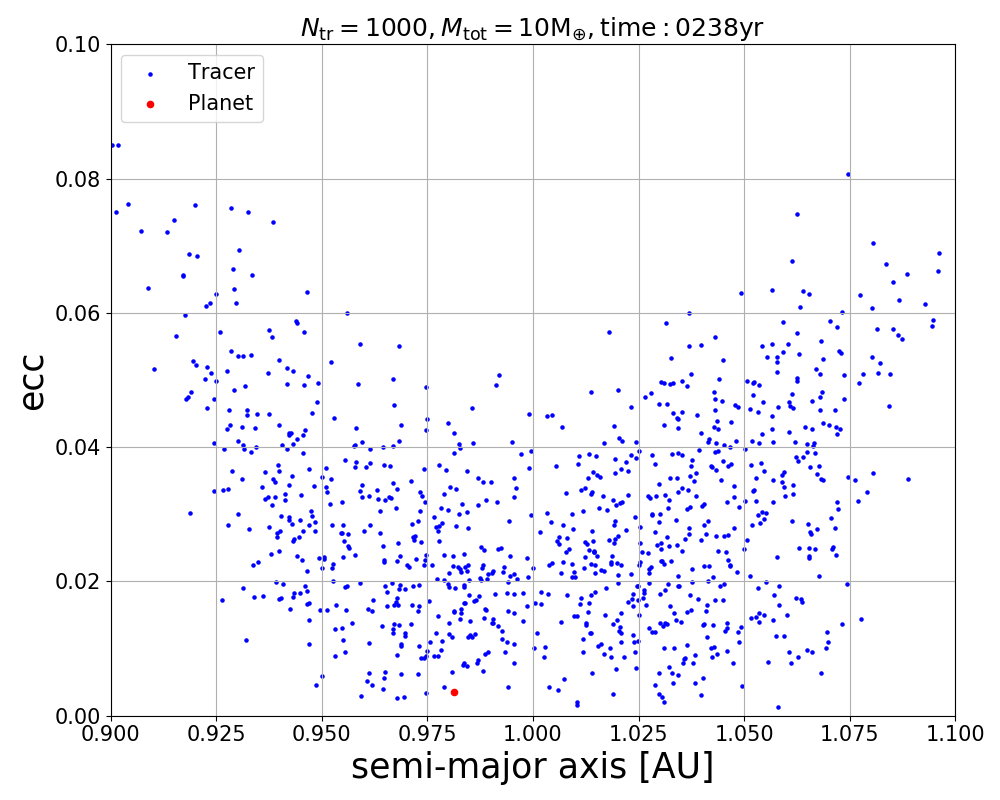 N_tr = 1000, M_tot = 10M_⊕, time : 0238yr
Tracer
Planet
0.10
0.08
0.06
0.04
0.02
0.00
ecc
0.900 0.925 0.950 0.975 1.000 1.025 1.050 1.075 1.100
semi-major axis [AU]